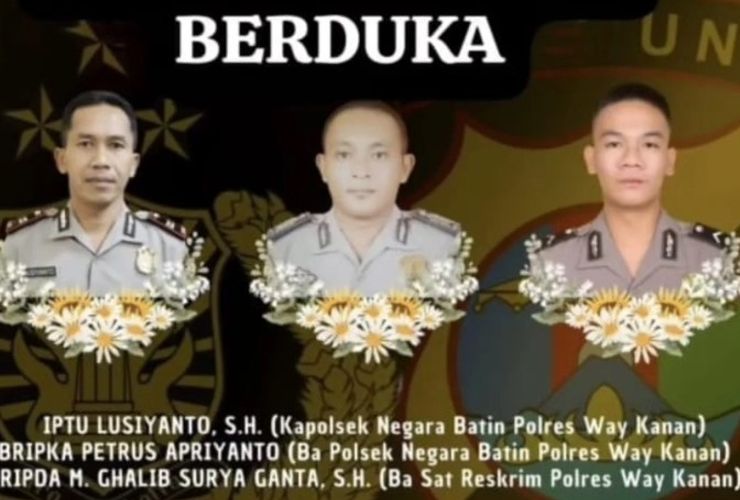 UN
BERDUKA
IPTU LUSIYANTO, S.H. (Kapolsek Negara Batin Polres Way Kanan)
BRIPKA PETRUS APRIYANTO (Ba Polsek Negara Batin Polres Way Kanan)
RIPDA M. GHALIB SURYA GANTA, S.H. (Ba Sat Reskrim Polres Way Kanan)